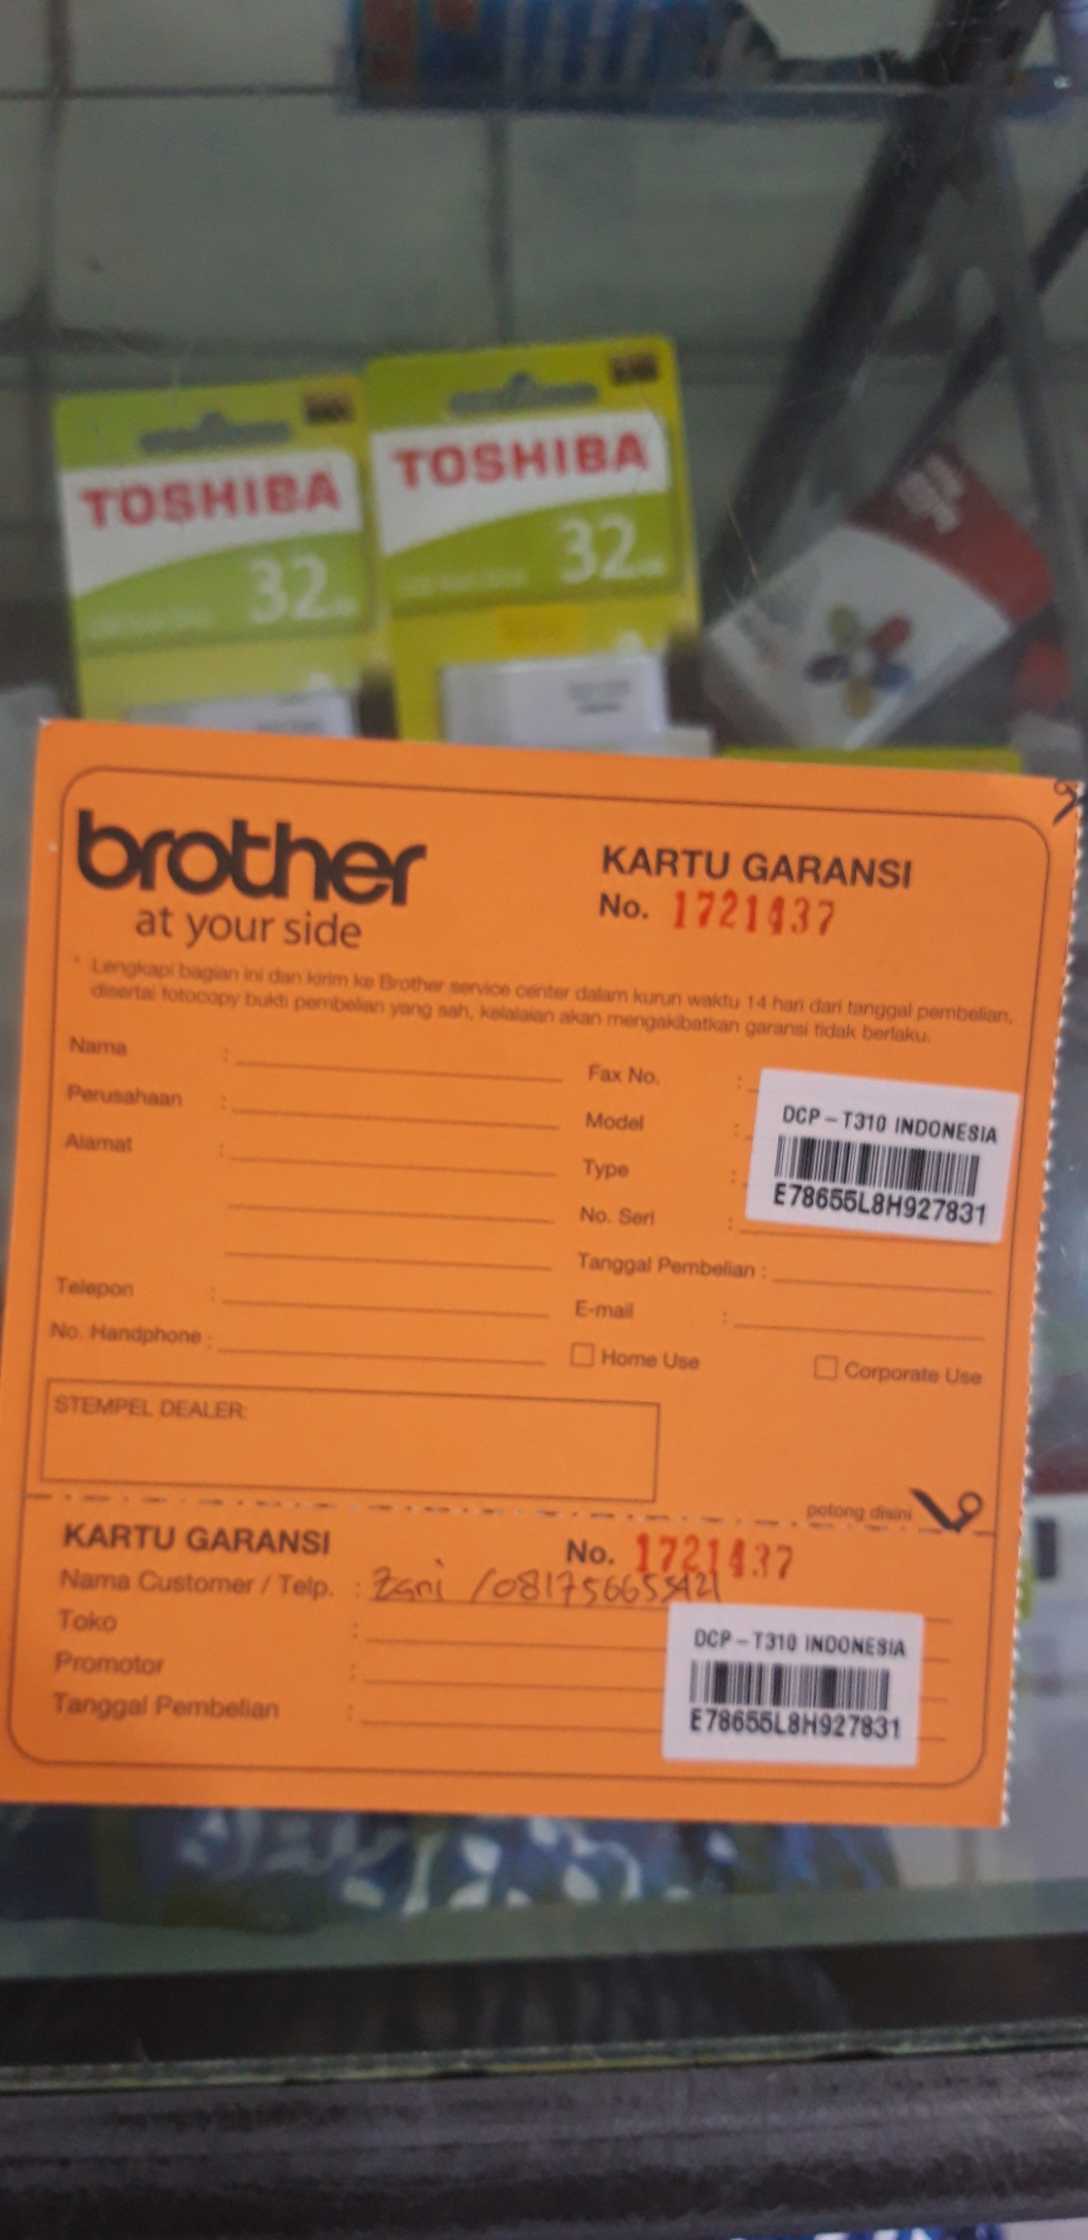 TOSHIBA
32
TOSHIBA
32
brother
at your side
KARTU GARANSI
No. 1721437
* Lengkapi bagian ini dan kirim ke Brother service center dalam kurun waktu 14 hari dari tanggal pembelian,
disertai fotocopy bukti pembelian yang sah, kelalaian akan mengakibatkan garansi tidak berlaku.
Nama :
Perusahaan :
Alamat :
Telepon :
No. Handphone :
Fax No. :
Model :
Type :
No. Seri :
Tanggal Pembelian :
E-mail :
Home Use
Corporate Use
DCP - T310 INDONESIA
E78655L8H927831
STEMPEL DEALER:
potong disini
KARTU GARANSI
No. 1721437
Nama Customer / Telp. : Zani /
Toko :
Promotor :
Tanggal Pembelian :
DCP - T310 INDONESIA
E78655L8H927831